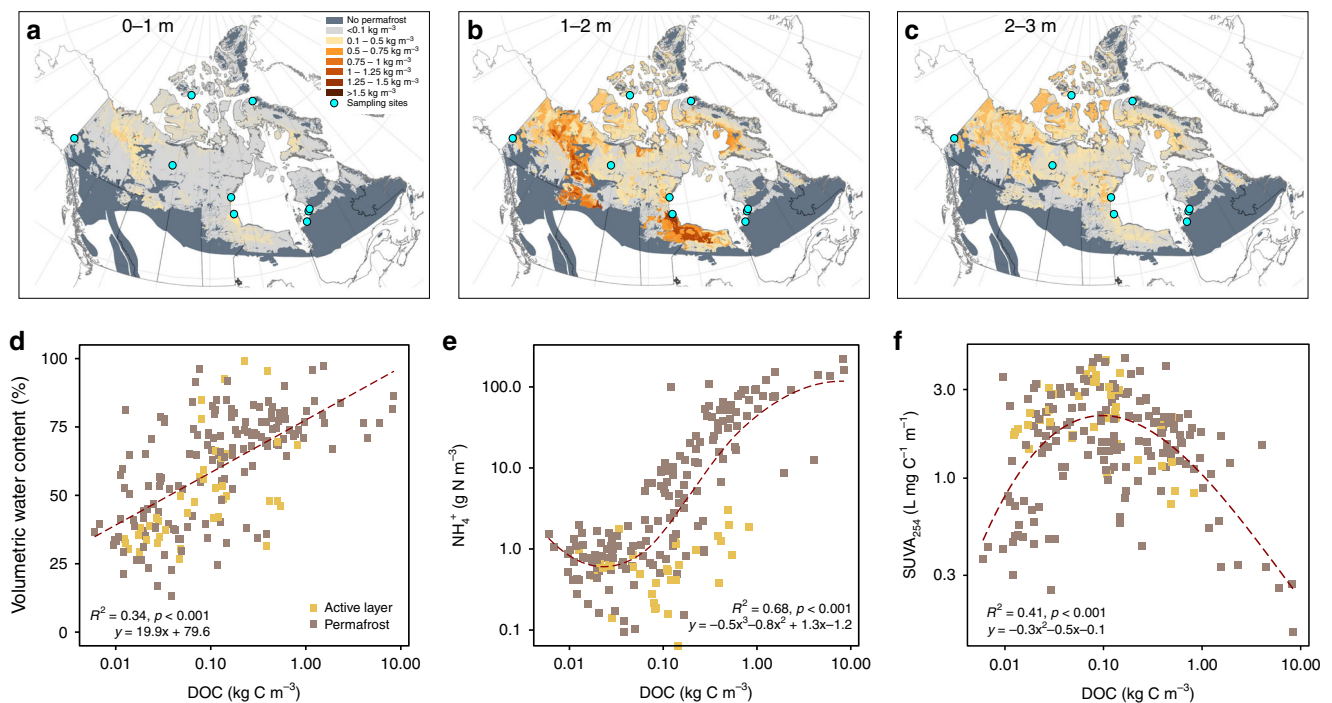 a
0–1 m
No permafrost
<0.1 kg m⁻³
0.1 – 0.5 kg m⁻³
0.5 – 0.75 kg m⁻³
0.75 – 1 kg m⁻³
1 – 1.25 kg m⁻³
1.25 – 1.5 kg m⁻³
>1.5 kg m⁻³
Sampling sites
b
1–2 m
c
2–3 m
d
Volumetric water content (%)
100
75
50
25
0
R² = 0.34, p < 0.001
y = 19.9x + 79.6
Active layer
Permafrost
0.01 0.10 1.00 10.00
DOC (kg C m⁻³)
e
NH₄⁺ (g N m⁻³)
100.0
10.0
1.0
0.1
R² = 0.68, p < 0.001
y = −0.5x³−0.8x² + 1.3x−1.2
0.01 0.10 1.00 10.00
DOC (kg C m⁻³)
f
SUVA₂₅₄ (L mg C⁻¹ m⁻¹)
3.0
1.0
0.3
R² = 0.41, p < 0.001
y = −0.3x²−0.5x−0.1
0.01 0.10 1.00 10.00
DOC (kg C m⁻³)